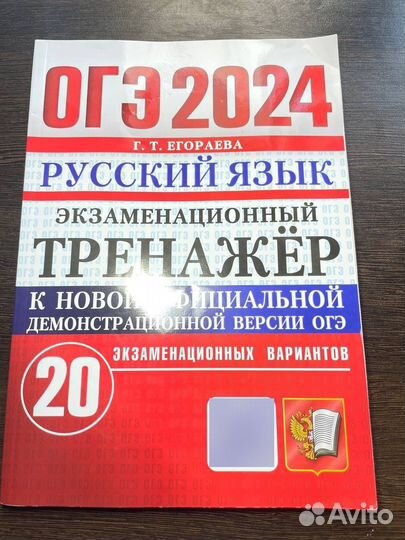 ОГЭ 2024
Г. Т. ЕГОРАЕВА
РУССКИЙ ЯЗЫК
ЭКЗАМЕНАЦИОННЫЙ
ТРЕНАЖЁР
К НОВОЙ ОФИЦИАЛЬНОЙ
ДЕМОНСТРАЦИОННОЙ ВЕРСИИ ОГЭ
20
ЭКЗАМЕНАЦИОННЫХ ВАРИАНТОВ
Avito